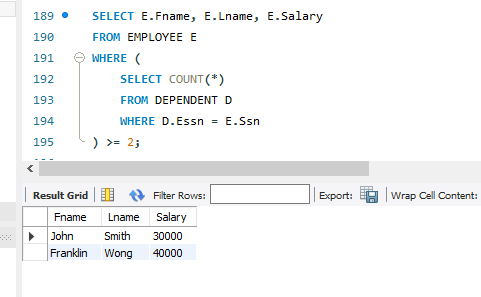 189 SELECT E.Fname, E.Lname, E.Salary
190 FROM EMPLOYEE E
191 WHERE (
192 SELECT COUNT(*)
193 FROM DEPENDENT D
194 WHERE D.Essn = E.Ssn
195 ) >= 2;
Result Grid Filter Rows: Export: Wrap Cell Content:
Fname Lname Salary
John Smith 30000
Franklin Wong 40000